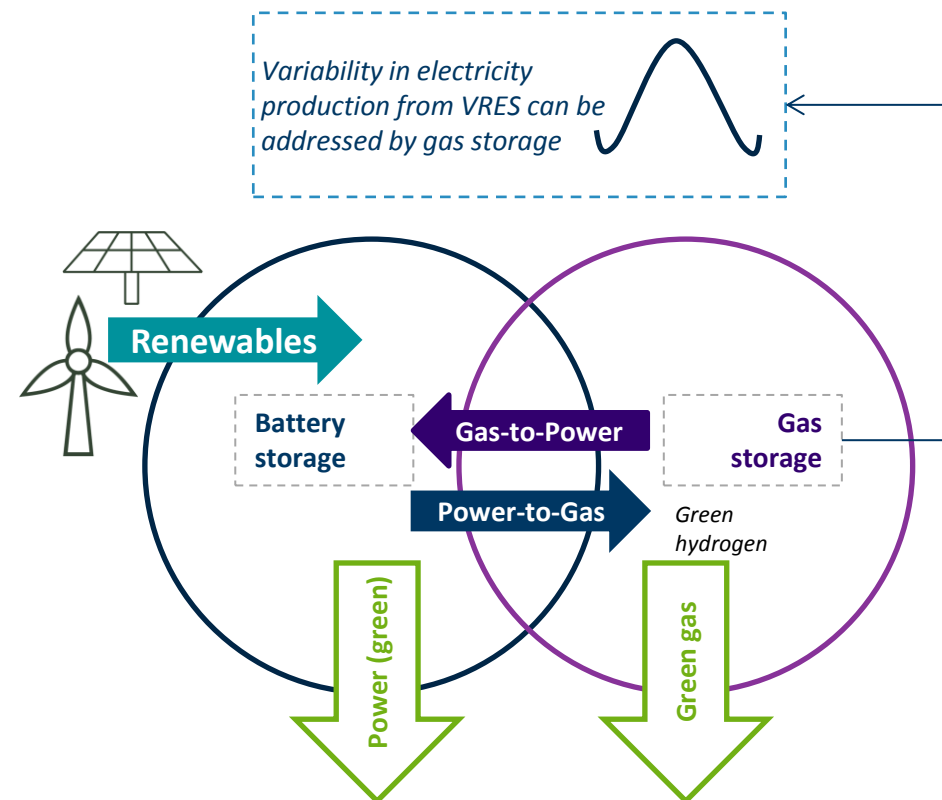 Variability in electricity
production from VRES can be
addressed by gas storage
Renewables
Battery
storage
Gas-to-Power
Gas
storage
Power-to-Gas
Green
hydrogen
Power (green)
Green gas